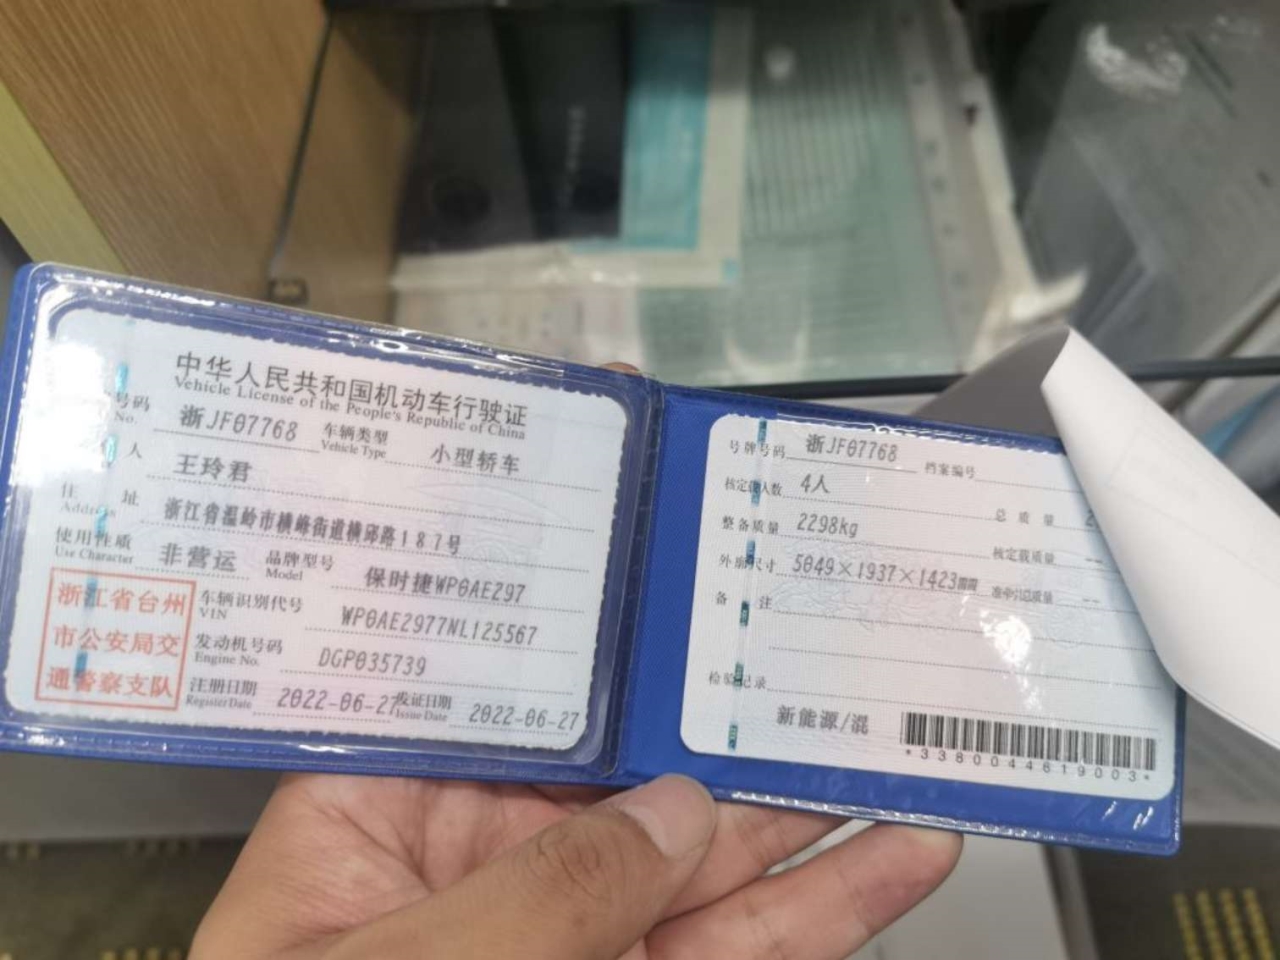 中华人民共和国机动车行驶证
Vehicle License of the People's Republic of China
号码 浙JF07768 车辆类型 小型轿车
No. Vehicle Type
人 王玲君
住 址 浙江省温岭市横峰街道横邱路187号
Address
使用性质 非营运 品牌型号 保时捷WP0AE297
Use Character Model
浙江省台州
市公安局交
通警察支队
车辆识别代号 WP0AE2977NL125567
VIN
发动机号码 DGP035739
Engine No.
注册日期 2022-06-27 发证日期 2022-06-27
Register Date Issue Date
号牌号码 浙JF07768 档案编号
核定载人数 4人 总质量
整备质量 2298kg 核定载质量 --
外廓尺寸 5049×1937×1423mm 准牵引总质量 --
备 注
检验记录
新能源/混
*3380044619003*